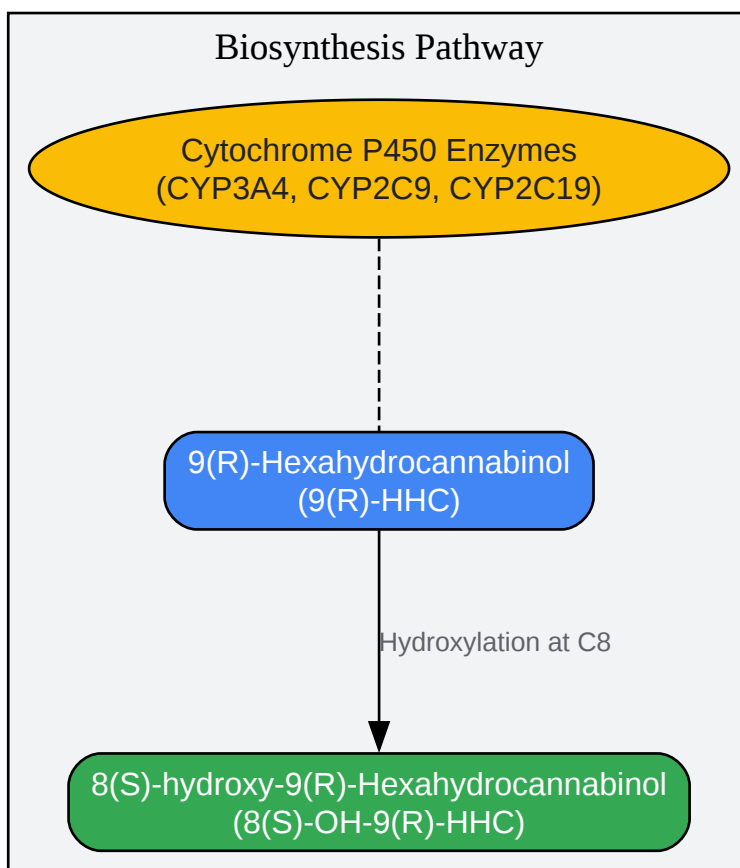 Biosynthesis Pathway
Cytochrome P450 Enzymes
(CYP3A4, CYP2C9, CYP2C19)
9(R)-Hexahydrocannabinol
(9(R)-HHC)
Hydroxylation at C8
8(S)-hydroxy-9(R)-Hexahydrocannabinol
(8(S)-OH-9(R)-HHC)